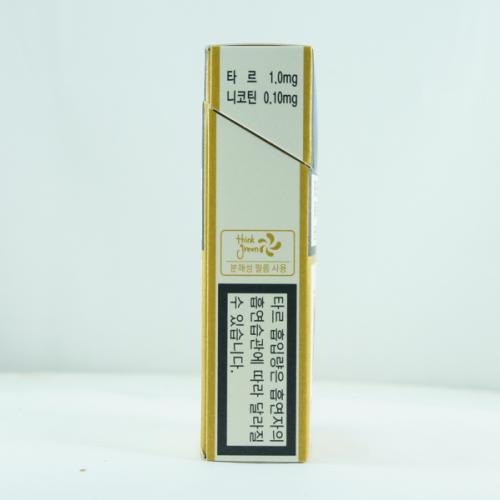 타 르 1.0mg
니코틴 0.10mg
think
green
분해성 필름 사용
타르 흡입량은 흡연자의
흡연습관에 따라 달라질
수 있습니다.